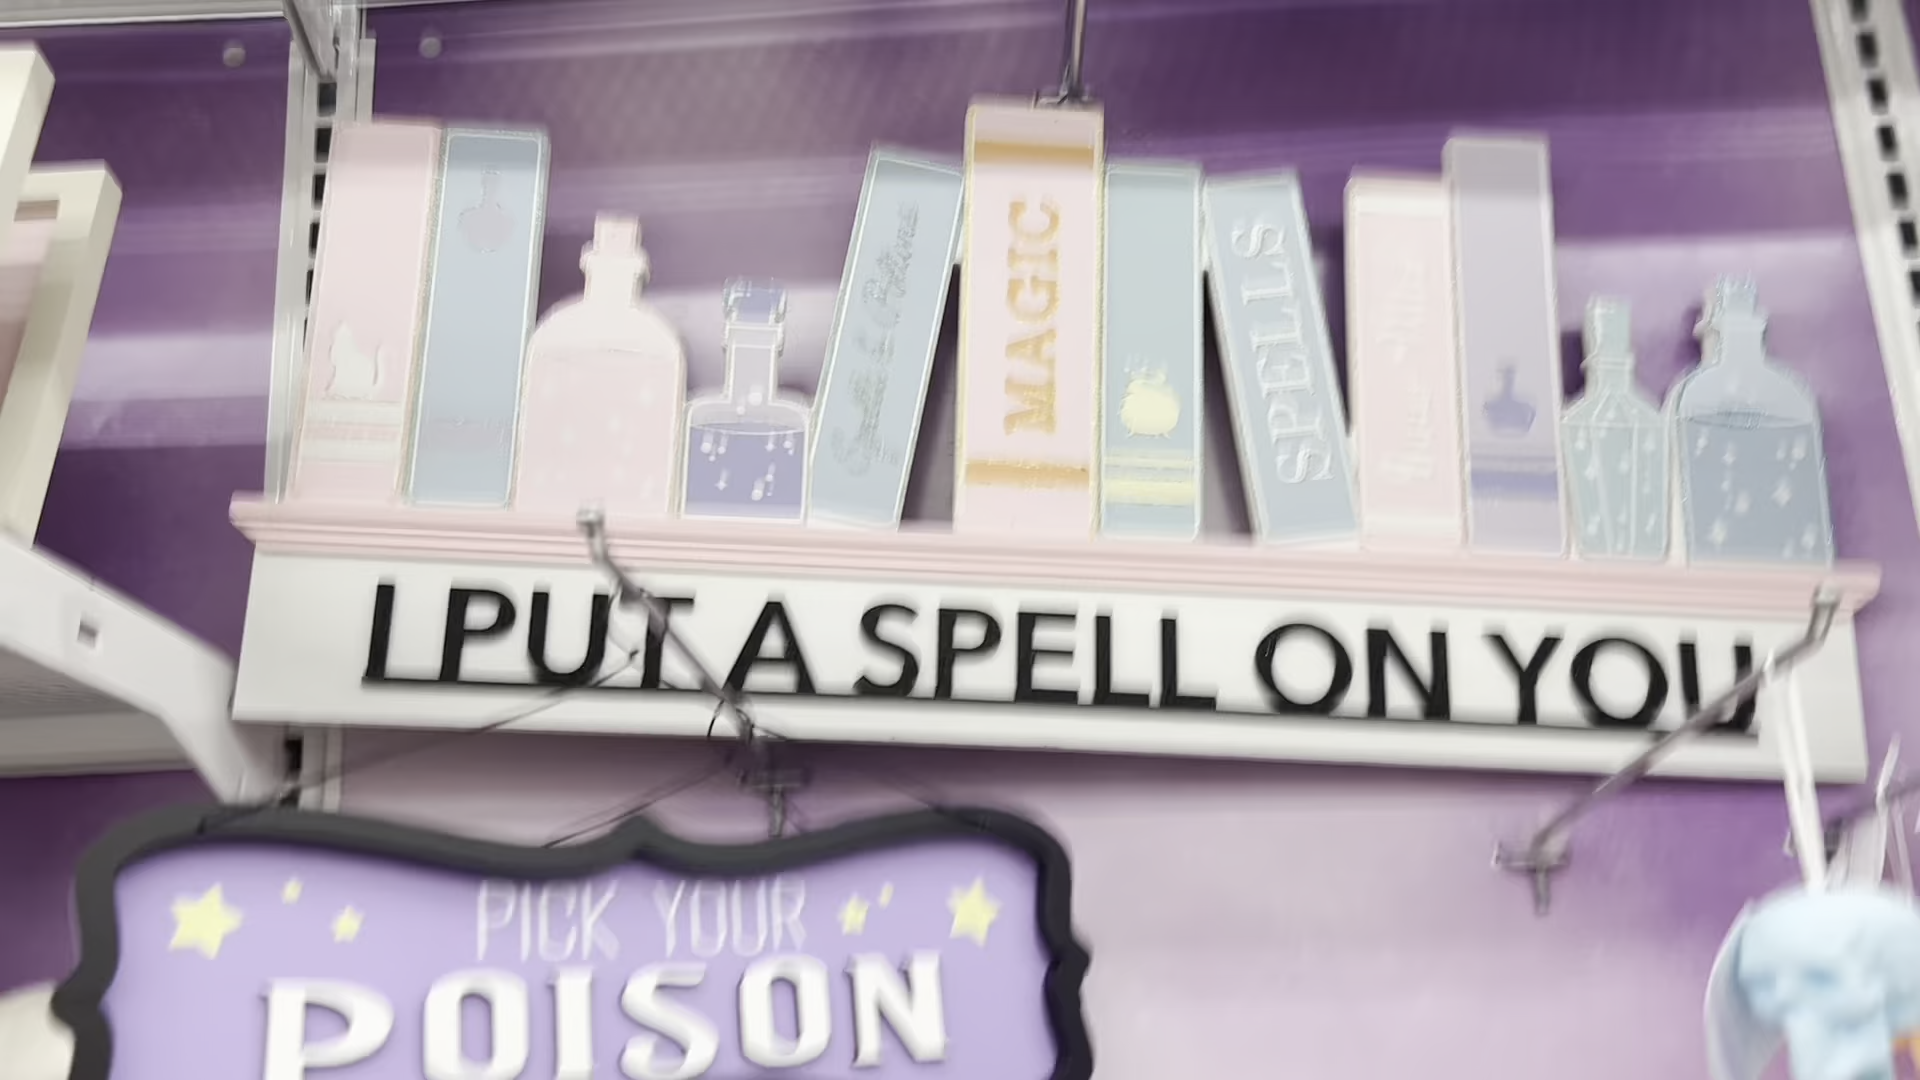 MAGIC
SPELLS
I PUT A SPELL ON YOU
PICK YOUR
POISON